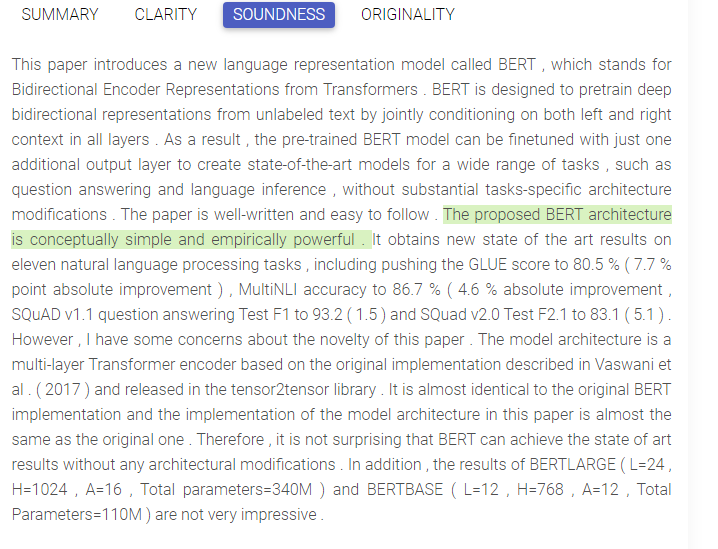 SUMMARY CLARITY SOUNDNESS ORIGINALITY
This paper introduces a new language representation model called BERT , which stands for
Bidirectional Encoder Representations from Transformers . BERT is designed to pretrain deep
bidirectional representations from unlabeled text by jointly conditioning on both left and right
context in all layers . As a result , the pre-trained BERT model can be finetuned with just one
additional output layer to create state-of-the-art models for a wide range of tasks , such as
question answering and language inference , without substantial tasks-specific architecture
modifications . The paper is well-written and easy to follow . The proposed BERT architecture
is conceptually simple and empirically powerful . It obtains new state of the art results on
eleven natural language processing tasks , including pushing the GLUE score to 80.5 % ( 7.7 %
point absolute improvement ) , MultiNLI accuracy to 86.7 % ( 4.6 % absolute improvement ,
SQuAD v1.1 question answering Test F1 to 93.2 ( 1.5 ) and SQuad v2.0 Test F2.1 to 83.1 ( 5.1 ) .
However , I have some concerns about the novelty of this paper . The model architecture is a
multi-layer Transformer encoder based on the original implementation described in Vaswani et
al . ( 2017 ) and released in the tensor2tensor library . It is almost identical to the original BERT
implementation and the implementation of the model architecture in this paper is almost the
same as the original one . Therefore , it is not surprising that BERT can achieve the state of art
results without any architectural modifications . In addition , the results of BERTLARGE ( L=24 ,
H=1024 , A=16 , Total parameters=340M ) and BERTBASE ( L=12 , H=768 , A=12 , Total
Parameters=110M ) are not very impressive .